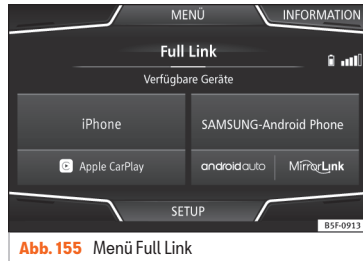 MENÜ INFORMATION
Full Link
Verfügbare Geräte
iPhone SAMSUNG-Android Phone
Apple CarPlay androidauto MirrorLink
SETUP
B5F-0913
Abb. 155 Menü Full Link